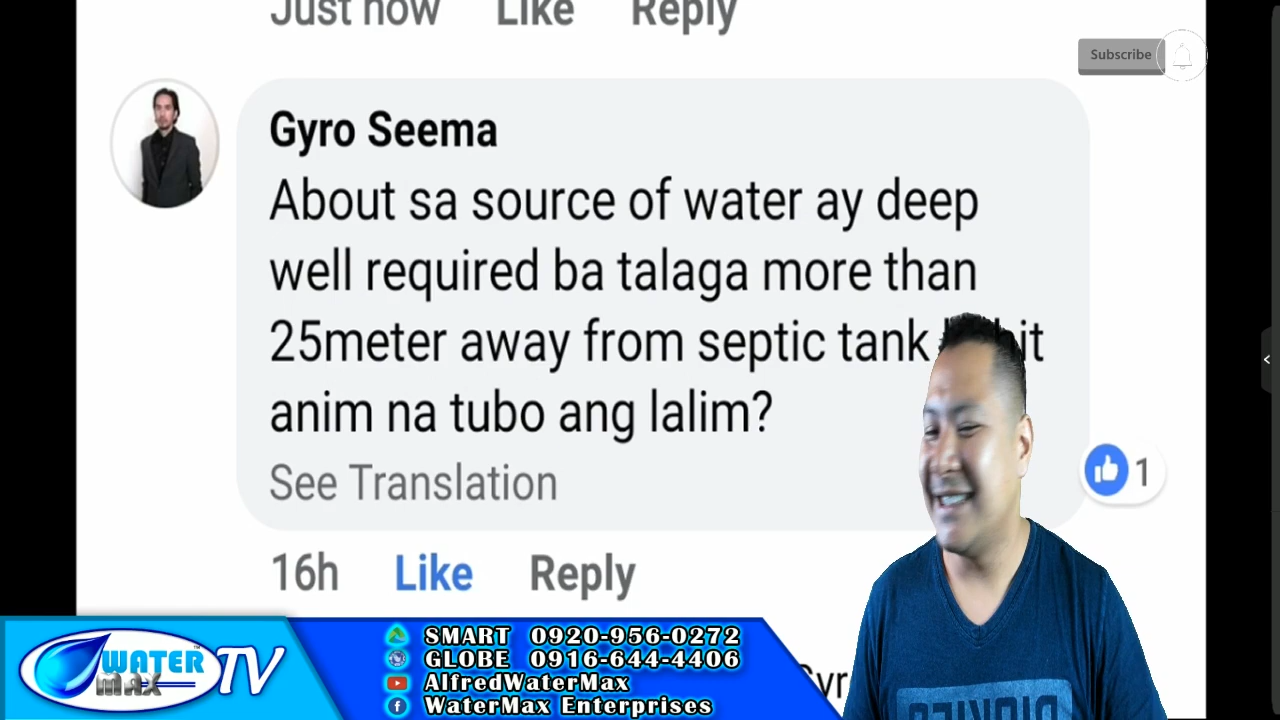 Just now Like Reply
Subscribe
Gyro Seema
About sa source of water ay deep
well required ba talaga more than
25meter away from septic tank
anim na tubo ang lalim?
See Translation
1
16h Like Reply
WATER MAX TV
SMART 0920-956-0272
GLOBE 0916-644-4406
AlfredWaterMax
WaterMax Enterprises